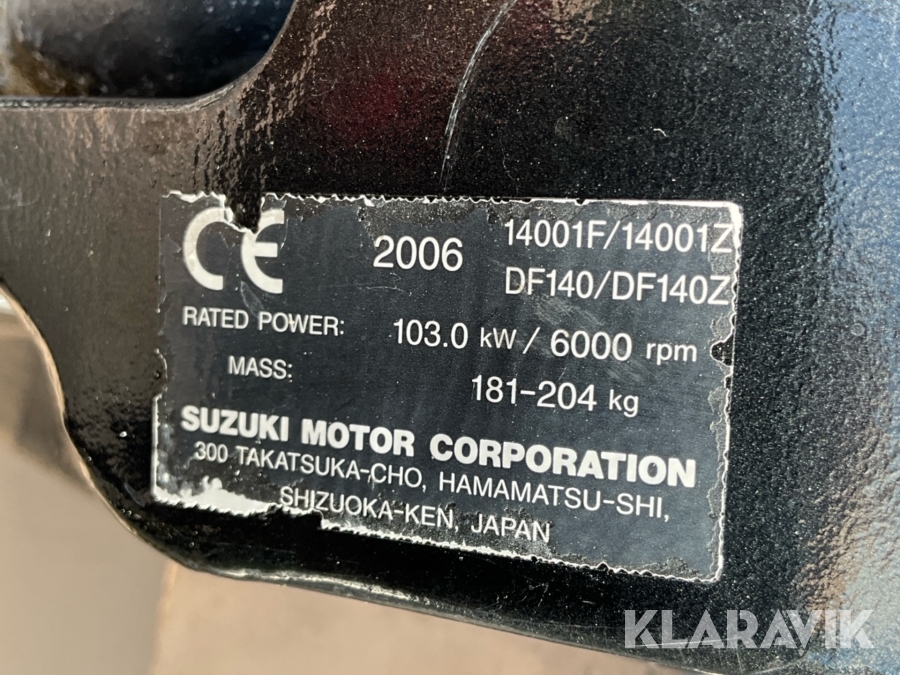 CE 2006 14001F/14001Z
DF140/DF140Z
RATED POWER: 103.0 kW / 6000 rpm
MASS: 181-204 kg
SUZUKI MOTOR CORPORATION
300 TAKATSUKA-CHO, HAMAMATSU-SHI,
SHIZUOKA-KEN, JAPAN
KLARAVIK